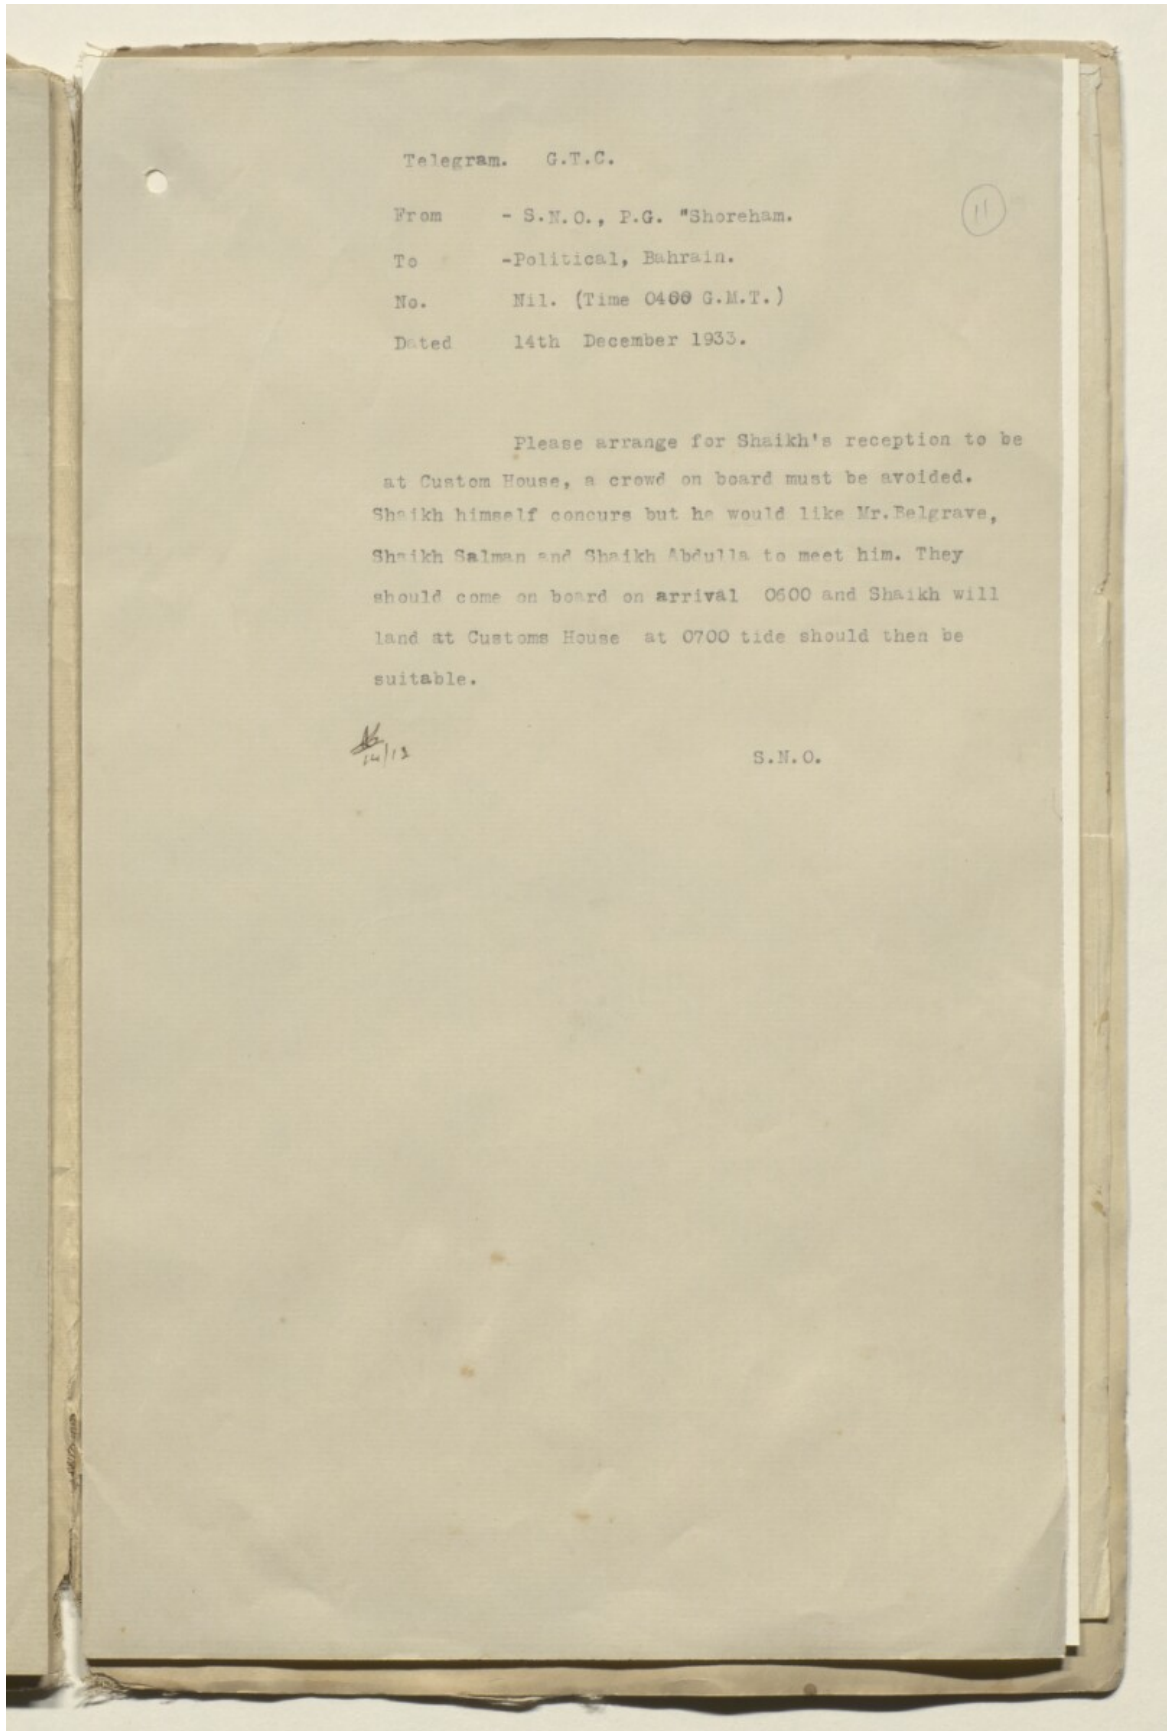 Telegram. G.T.C.
11
From - S.N.O., P.G. "Shoreham.
To -Political, Bahrain.
No. Nil. (Time 0400 G.M.T.)
Dated 14th December 1933.
Please arrange for Shaikh's reception to be
at Custom House, a crowd on board must be avoided.
Shaikh himself concurs but he would like Mr.Belgrave,
Shaikh Salman and Shaikh Abdulla to meet him. They
should come on board on arrival 0600 and Shaikh will
land at Customs House at 0700 tide should then be
suitable.
14/12
S.N.O.